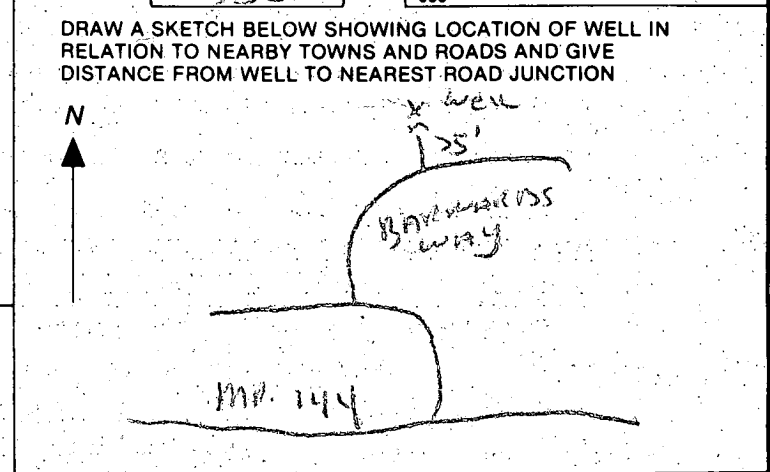 DRAW A SKETCH BELOW SHOWING LOCATION OF WELL IN
RELATION TO NEARBY TOWNS AND ROADS AND GIVE
DISTANCE FROM WELL TO NEAREST ROAD JUNCTION
N
x well
25'
WAY
MD. 144